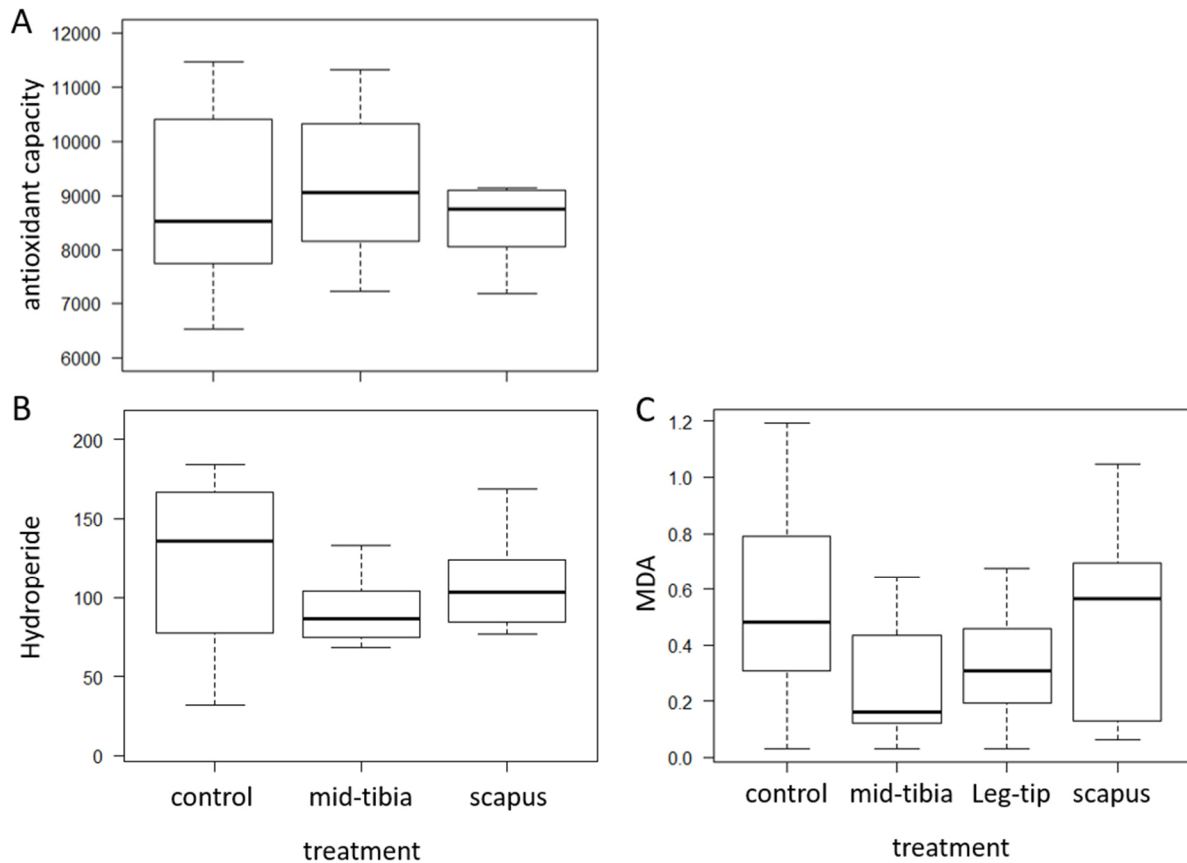 A
antioxidant capacity
12000
11000
10000
9000
8000
7000
6000
B
Hydroperide
200
150
100
50
0
control mid-tibia scapus
treatment
C
MDA
1.2
1.0
0.8
0.6
0.4
0.2
0.0
control mid-tibia Leg-tip scapus
treatment